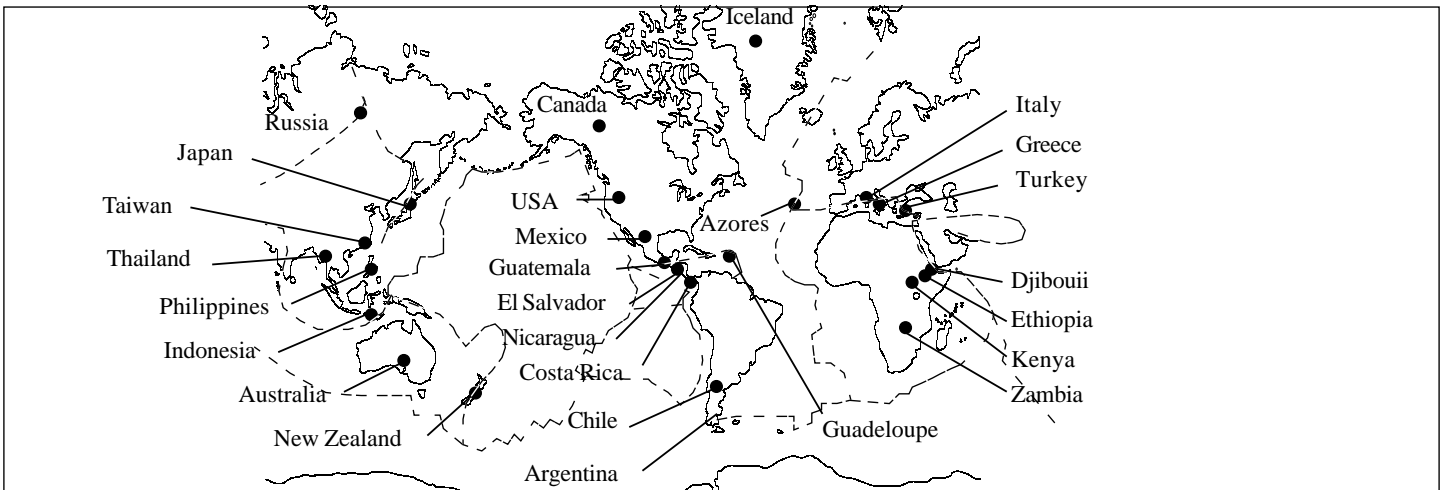 Iceland
Canada
Italy
Russia
Greece
Japan
Turkey
USA
Taiwan
Azores
Mexico
Thailand
Guatemala
Djibouii
Philippines
El Salvador
Ethiopia
Nicaragua
Indonesia
Kenya
Costa Rica
Australia
Zambia
Chile
Guadeloupe
New Zealand
Argentina